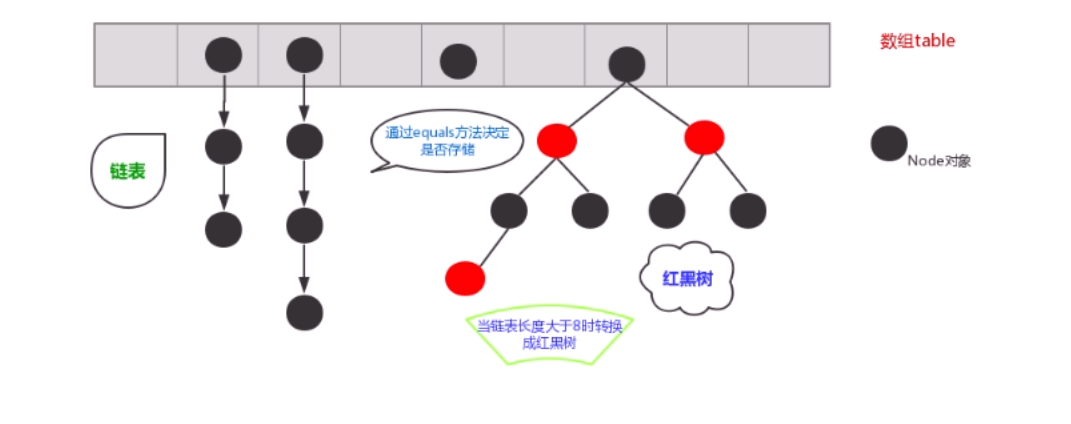 数组table
通过equals方法决定
是否存储
链表
Node对象
红黑树
当链表长度大于8时转换
成红黑树